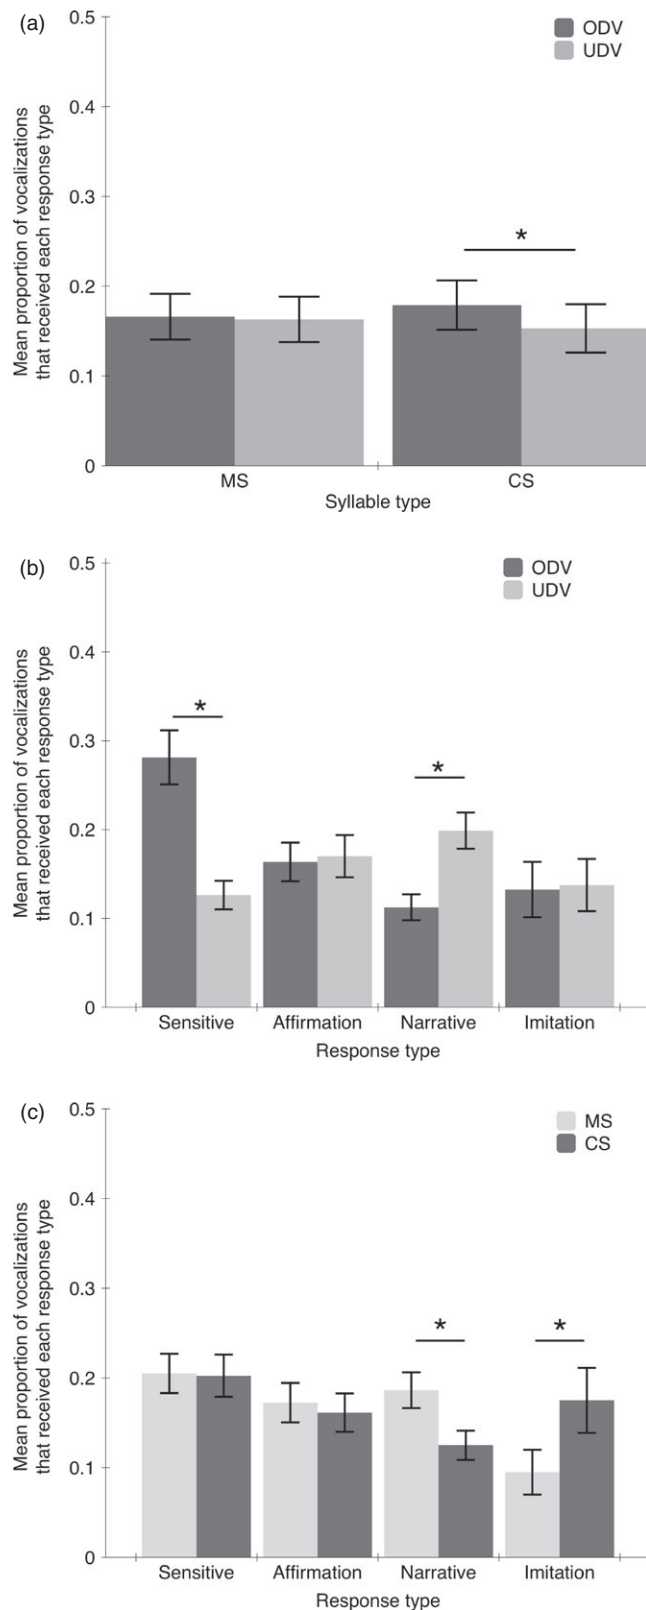 (a)
0.5
ODV
UDV
0.4
0.3
0.2
0.1
0
*
Mean proportion of vocalizations
that received each response type
MS
CS
Syllable type
(b)
0.5
ODV
UDV
0.4
0.3
0.2
0.1
0
*
*
Mean proportion of vocalizations
that received each response type
Sensitive
Affirmation
Narrative
Imitation
Response type
(c)
0.5
MS
CS
0.4
0.3
0.2
0.1
0
*
*
Mean proportion of vocalizations
that received each response type
Sensitive
Affirmation
Narrative
Imitation
Response type